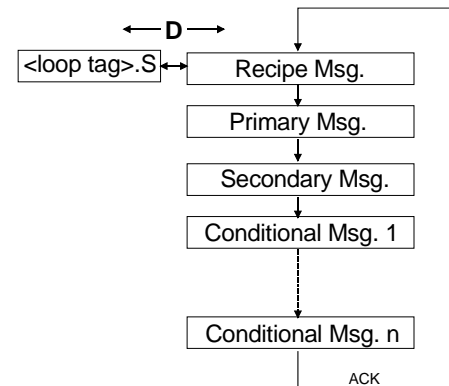 D
<loop tag>.S
Recipe Msg.
Primary Msg.
Secondary Msg.
Conditional Msg. 1
Conditional Msg. n
ACK